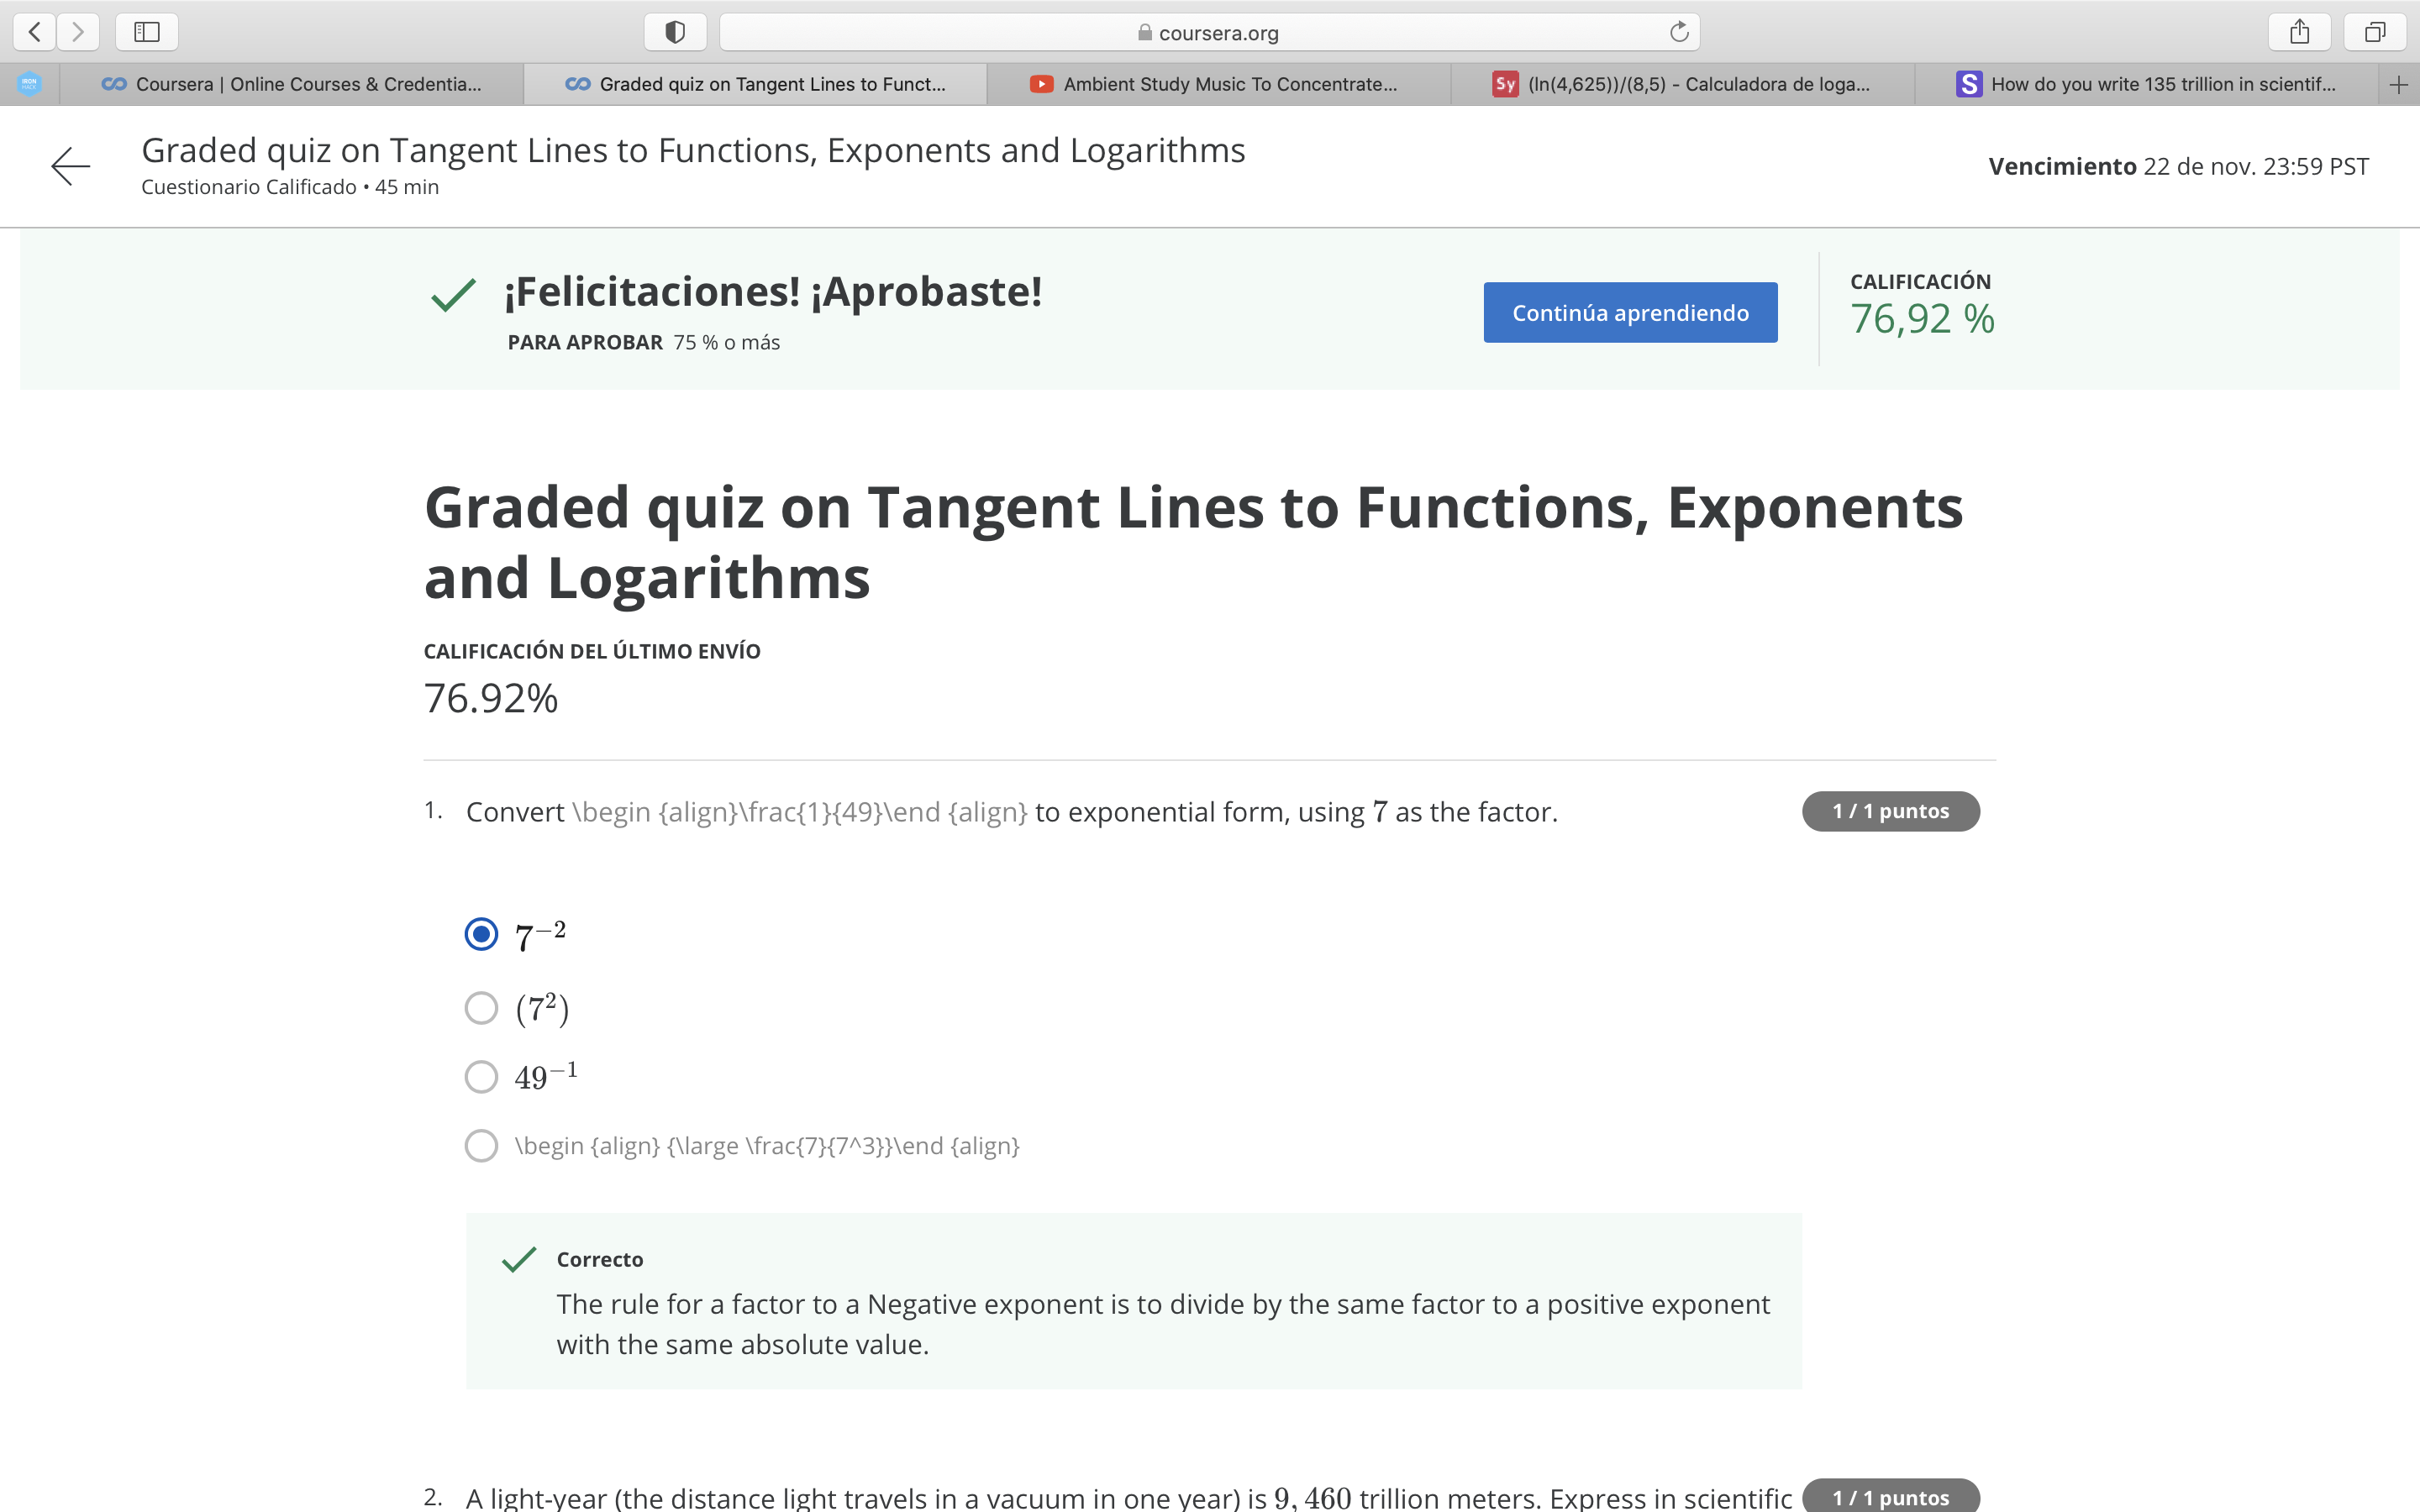 coursera.org
IRON HACK
Coursera | Online Courses & Credentia...
Graded quiz on Tangent Lines to Funct...
Ambient Study Music To Concentrate...
Sy (ln(4,625))/(8,5) - Calculadora de loga...
S How do you write 135 trillion in scientif...
Graded quiz on Tangent Lines to Functions, Exponents and Logarithms
Cuestionario Calificado • 45 min
Vencimiento 22 de nov. 23:59 PST
¡Felicitaciones! ¡Aprobaste!
PARA APROBAR 75 % o más
Continúa aprendiendo
CALIFICACIÓN
76,92 %
Graded quiz on Tangent Lines to Functions, Exponents
and Logarithms
CALIFICACIÓN DEL ÚLTIMO ENVÍO
76.92%
1. Convert \begin {align}\frac{1}{49}\end {align} to exponential form, using 7 as the factor.
1 / 1 puntos
7⁻²
(7²)
49⁻¹
\begin {align} {\large \frac{7}{7^3}}\end {align}
Correcto
The rule for a factor to a Negative exponent is to divide by the same factor to a positive exponent
with the same absolute value.
2. A light-year (the distance light travels in a vacuum in one year) is 9, 460 trillion meters. Express in scientific
1 / 1 puntos